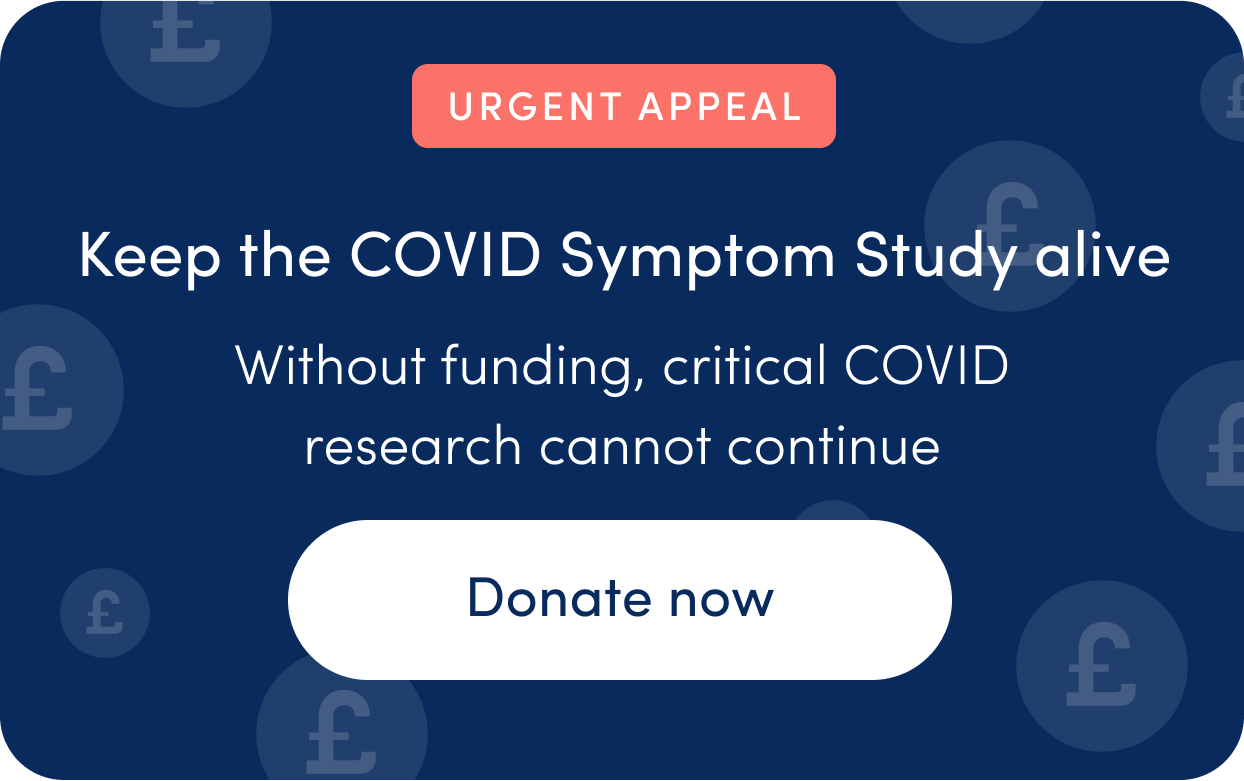 URGENT APPEAL
Keep the COVID Symptom Study alive
Without funding, critical COVID
research cannot continue
Donate now